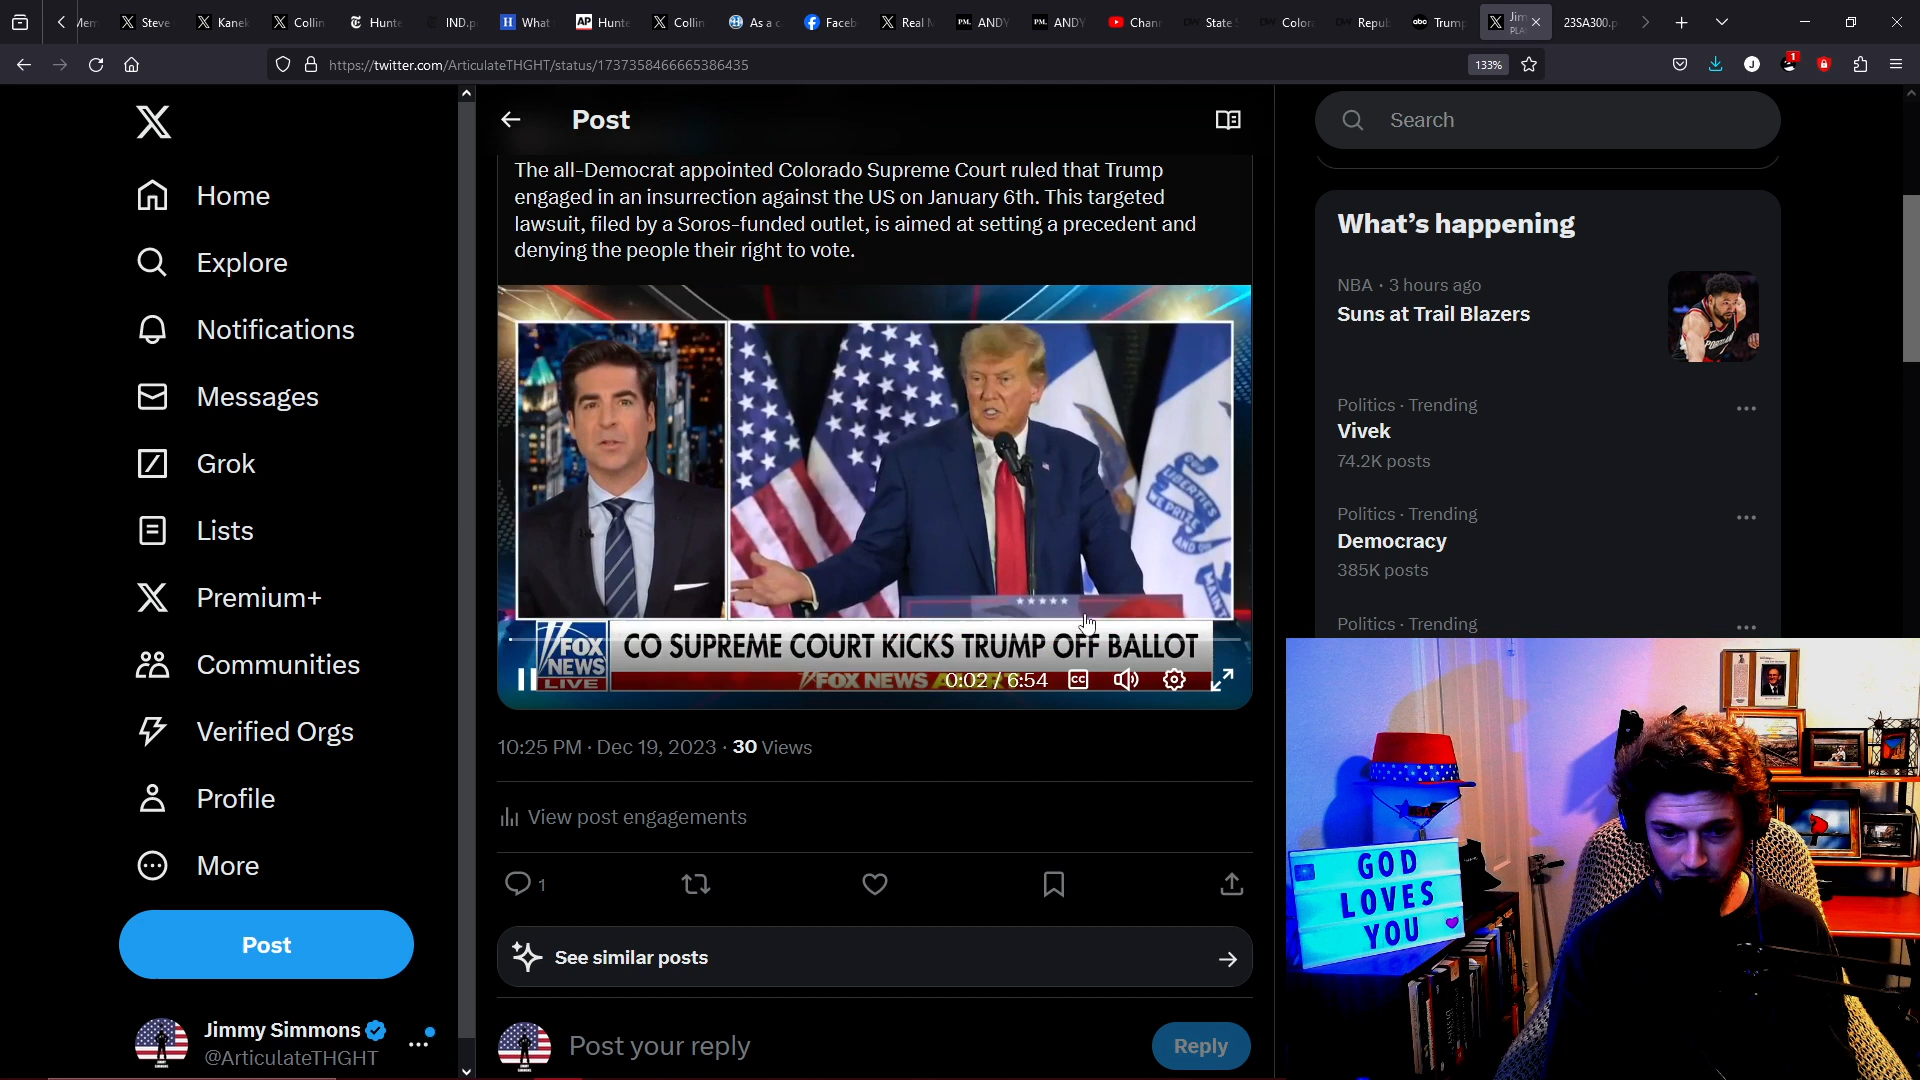 Steve
Kanek
Collin
Hunte
IND.p
What
Hunte
Collin
As a c
Faceb
Real M
ANDY
ANDY
Chan
State S
Color
Repub
Trump
Jim
PLA
23SA300.p
https://twitter.com/ArticulateTHGHT/status/1737358466665386435
133%
1
Home
Explore
Notifications
Messages
Grok
Lists
Premium+
Communities
Verified Orgs
Profile
More
Post
Jimmy Simmons
@ArticulateTHGHT
Post
The all-Democrat appointed Colorado Supreme Court ruled that Trump
engaged in an insurrection against the US on January 6th. This targeted
lawsuit, filed by a Soros-funded outlet, is aimed at setting a precedent and
denying the people their right to vote.
CO SUPREME COURT KICKS TRUMP OFF BALLOT
FOX
NEWS
LIVE
FOX NEWS
0:02 / 6:54
CC
10:25 PM · Dec 19, 2023 · 30 Views
View post engagements
1
See similar posts
Post your reply
Reply
Search
What's happening
NBA · 3 hours ago
Suns at Trail Blazers
Politics · Trending
Vivek
74.2K posts
Politics · Trending
Democracy
385K posts
Politics · Trending
GOD
LOVES
YOU